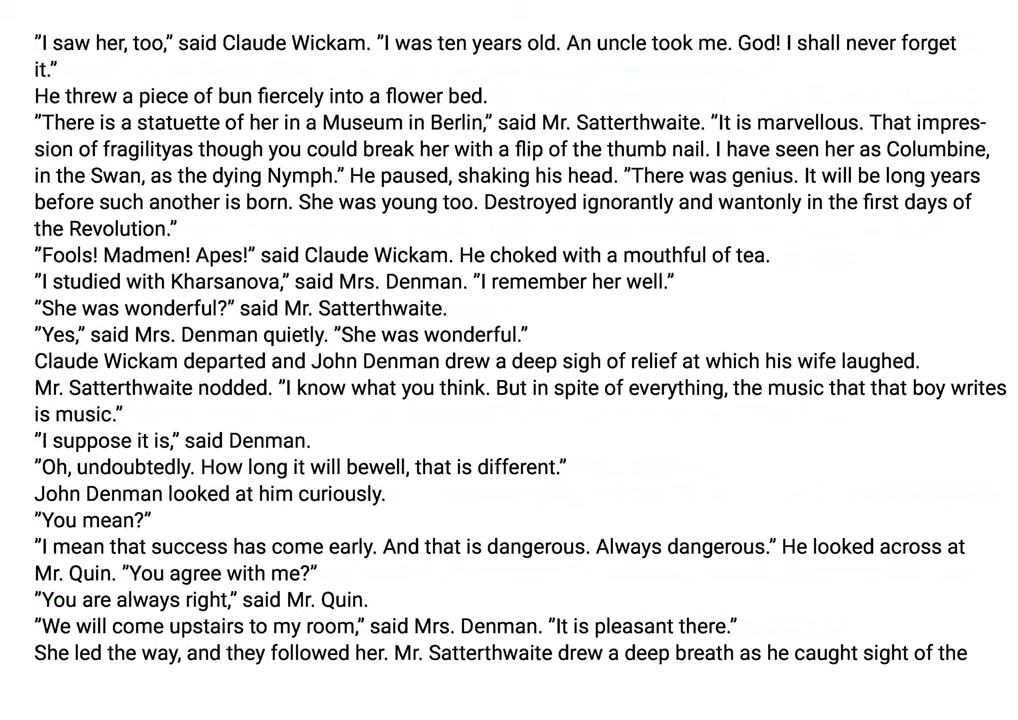 "I saw her, too," said Claude Wickam. "I was ten years old. An uncle took me. God! I shall never forget
it."
He threw a piece of bun fiercely into a flower bed.
"There is a statuette of her in a Museum in Berlin," said Mr. Satterthwaite. "It is marvellous. That impres-
sion of fragilityas though you could break her with a flip of the thumb nail. I have seen her as Columbine,
in the Swan, as the dying Nymph." He paused, shaking his head. "There was genius. It will be long years
before such another is born. She was young too. Destroyed ignorantly and wantonly in the first days of
the Revolution."
"Fools! Madmen! Apes!" said Claude Wickam. He choked with a mouthful of tea.
"I studied with Kharsanova," said Mrs. Denman. "I remember her well."
"She was wonderful?" said Mr. Satterthwaite.
"Yes," said Mrs. Denman quietly. "She was wonderful."
Claude Wickam departed and John Denman drew a deep sigh of relief at which his wife laughed.
Mr. Satterthwaite nodded. "I know what you think. But in spite of everything, the music that that boy writes
is music."
"I suppose it is," said Denman.
"Oh, undoubtedly. How long it will bewell, that is different."
John Denman looked at him curiously.
"You mean?"
"I mean that success has come early. And that is dangerous. Always dangerous." He looked across at
Mr. Quin. "You agree with me?"
"You are always right," said Mr. Quin.
"We will come upstairs to my room," said Mrs. Denman. "It is pleasant there."
She led the way, and they followed her. Mr. Satterthwaite drew a deep breath as he caught sight of the